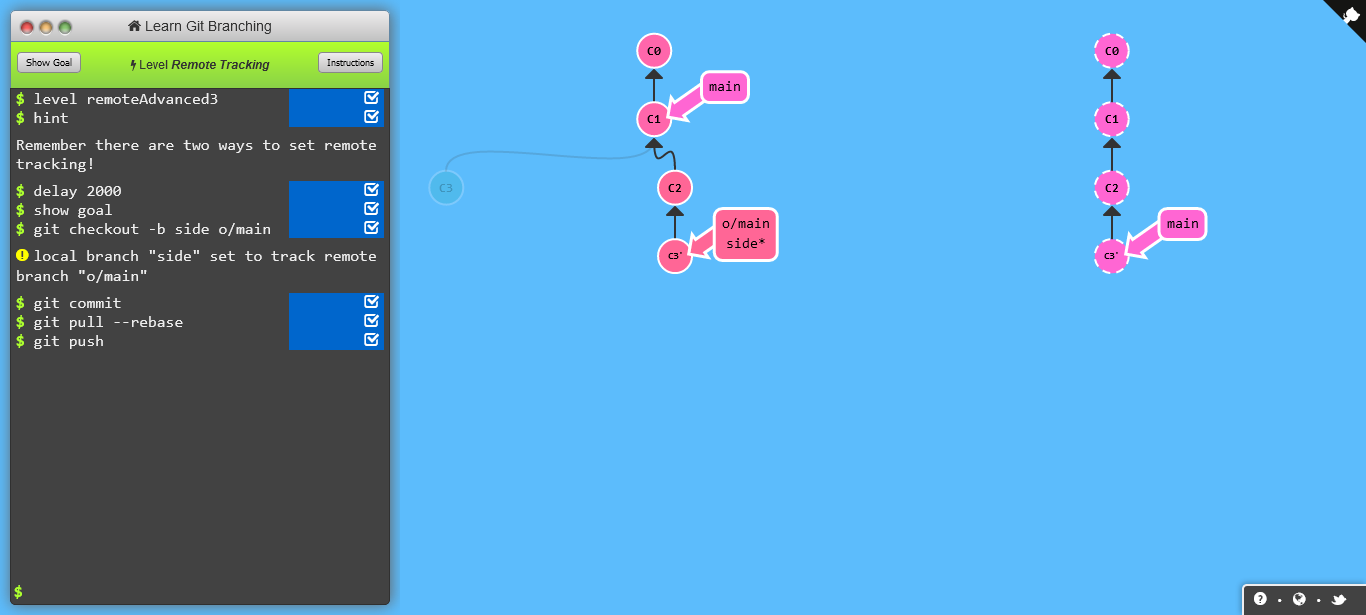 Learn Git Branching
Show Goal
Level Remote Tracking
Instructions
$ level remoteAdvanced3
$ hint
Remember there are two ways to set remote
tracking!
$ delay 2000
$ show goal
$ git checkout -b side o/main
local branch "side" set to track remote
branch "o/main"
$ git commit
$ git pull --rebase
$ git push
$
C0
main
C1
C3
C2
o/main
side*
C3'
C0
C1
C2
main
C3'